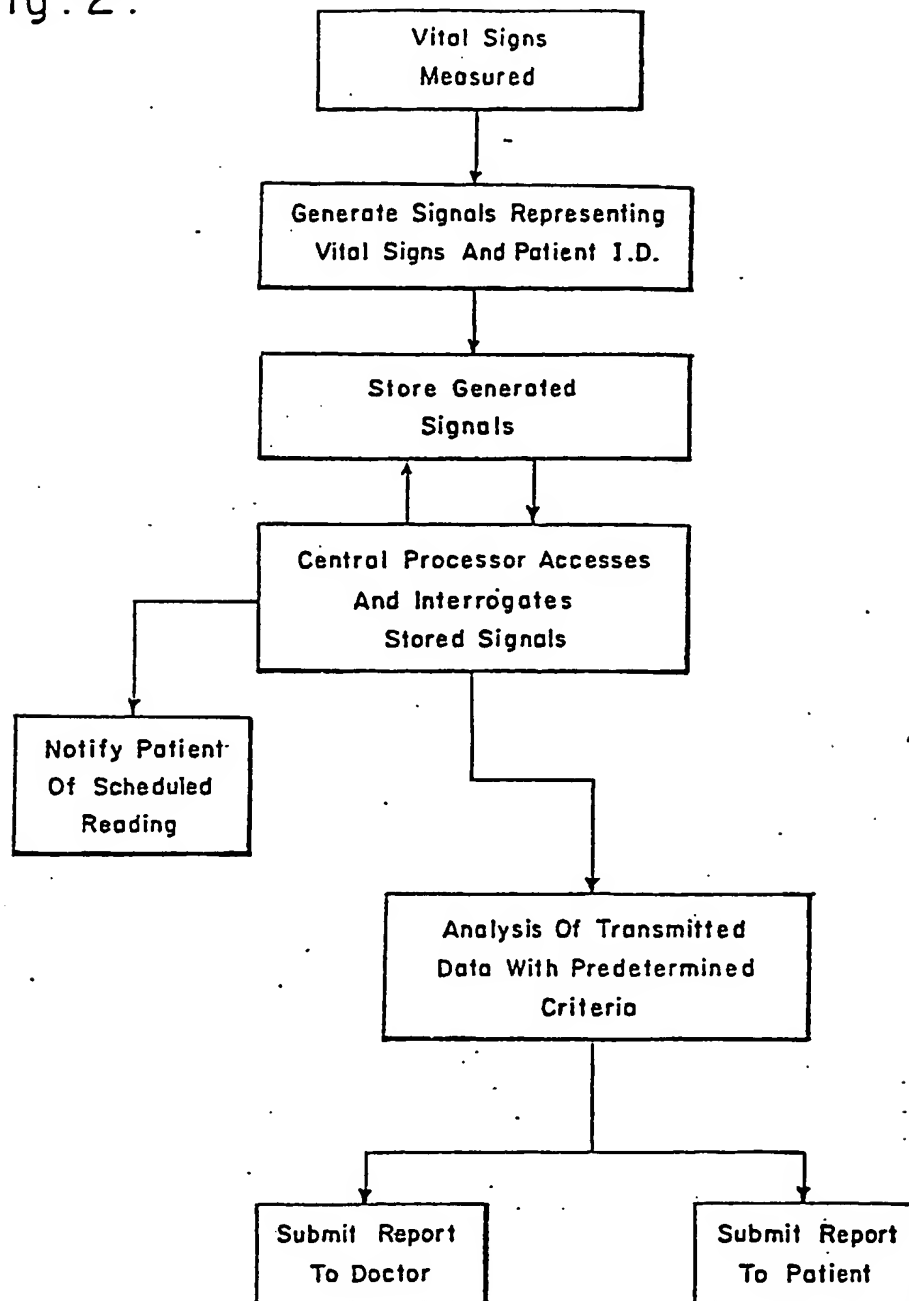 ig. 2.
Vital Signs
Measured
Generate Signals Representing
Vital Signs And Patient I.D.
Store Generated
Signals
Central Processor Accesses
And Interrogates
Stored Signals
Notify Patient
Of Scheduled
Reading
Analysis Of Transmitted
Data With Predetermined
Criteria
Submit Report
To Doctor
Submit Report
To Patient